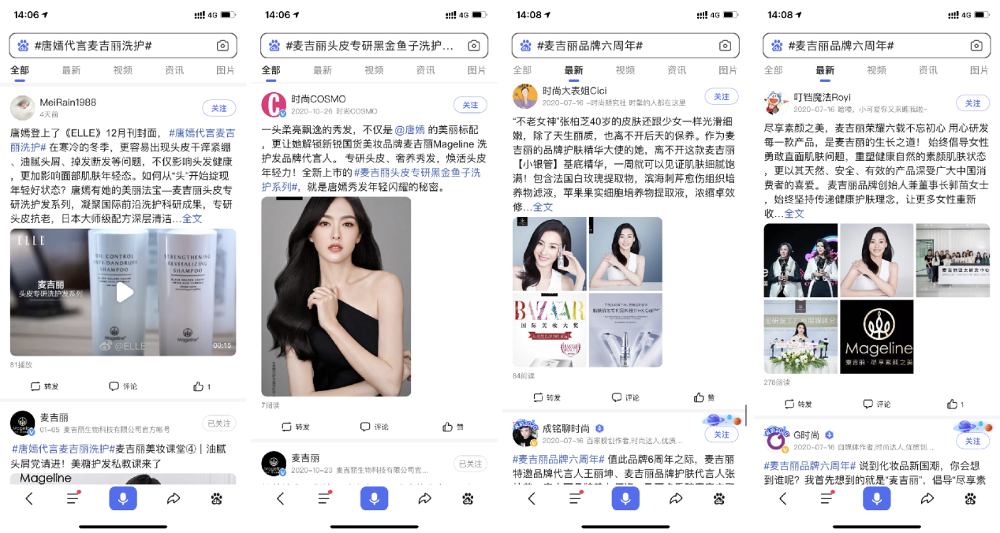 14:06
4G
#唐嫣代言麦吉丽洗护#
全部
最新
视频
资讯
图片
MeiRain1988
4天前
关注
唐嫣登上了《ELLE》12月刊封面，#唐嫣代言麦吉
丽洗护# 在寒冷的冬季，更容易出现头皮干痒紧绷
、油腻头屑、掉发断发等问题，不仅影响头发健康
，更加影响面部肌肤年轻态。如何从“头”开始绽现
年轻好状态？唐嫣有她的美丽法宝—麦吉丽头皮专
研洗护发系列，凝聚国际前沿洗护科研成果，专研
头皮抗老，日本大师级配方深层清洁...全文
ELLE
OIL CONTROL
ANTI-DANDRUFF
SHAMPOO
STRENGTHENING
REVITALIZING
SHAMPOO
麦吉丽
头皮专研洗护发系列
Mageline
Mageline
@ELLE
00:15
81播放
转发
评论
1
麦吉丽
01-05 麦吉丽生物科技有限公司官方帐号
已关注
#唐嫣代言麦吉丽洗护#麦吉丽美妆课堂④｜油腻
头屑党请进！美糖护发私教课来了
Mageline
14:06
4G
#麦吉丽头皮专研黑金鱼子洗护...
全部
最新
视频
资讯
图片
时尚COSMO
2020-10-26 时尚COSMO
关注
一头柔亮飘逸的秀发，不仅是 @唐嫣 的美丽标配
，更让她解锁新锐国货美妆品牌麦吉丽Mageline 洗
护发品牌代言人。 专研头皮、奢养秀发，焕活头皮
年轻力！全新上市的 #麦吉丽头皮专研黑金鱼子洗
护系列#，就是唐嫣秀发年轻闪耀的秘密。
7阅读
转发
评论
赞
麦吉丽
2020-10-23 麦吉丽生物科技有限公司官...
已关注
14:08
4G
#麦吉丽品牌六周年#
全部
最新
视频
资讯
图片
时尚大表姐Cici
2020-07-16 -时尚颜究社 时髦的人都在这里
关注
“不老女神”张柏芝40岁的皮肤还跟少女一样光滑细
嫩，除了天生丽质，也离不开后天的保养。作为麦
吉丽的品牌护肤精华大使的她，离不开这款麦吉丽
【小银管】基底精华，一周就可以见证肌肤细腻饱
满！包含法国白玫瑰提取物，滨海刺芹愈伤组织培
养物滤液，苹果果实细胞培养物提取液，浓缩卓效
修...全文
BAZAAR
国际美妆大奖
84阅读
转发
评论
赞
成铭聊时尚
2020-07-16 百家榜创作者,时尚达人,优质...
关注
#麦吉丽品牌六周年# 值此品牌6周年之际，麦吉丽
特邀品牌代言人王丽坤、麦吉丽品牌护肤代言人张
14:08
4G
#麦吉丽品牌六周年#
全部
最新
视频
资讯
图片
叮铛魔法Royi
2020-07-16 哈喽，小可爱你又来瞧我啦~
关注
尽享素颜之美，麦吉丽荣耀六载不忘初心 用心研发
每一款产品，是麦吉丽的生长之道！ 始终倡导女性
勇敢直面肌肤问题，重塑健康自然的素颜肌肤状态
，更以其天然、安全、有效的产品深受广大中国消
费者的喜爱。 麦吉丽品牌创始人兼董事长郭苗女士
，始终坚持传递健康护肤理念，让更多女性重新
收...全文
麦吉丽亚太研发中心
Mageline
麦吉丽·尽享素颜之美
278阅读
转发
评论
1
G时尚
2020-07-16 自媒体作者,时尚达人,优质创...
关注
#麦吉丽品牌六周年# 说到化妆品新国潮，你会想
到谁呢？我首先想到的就是“麦吉丽”，倡导“尽享素